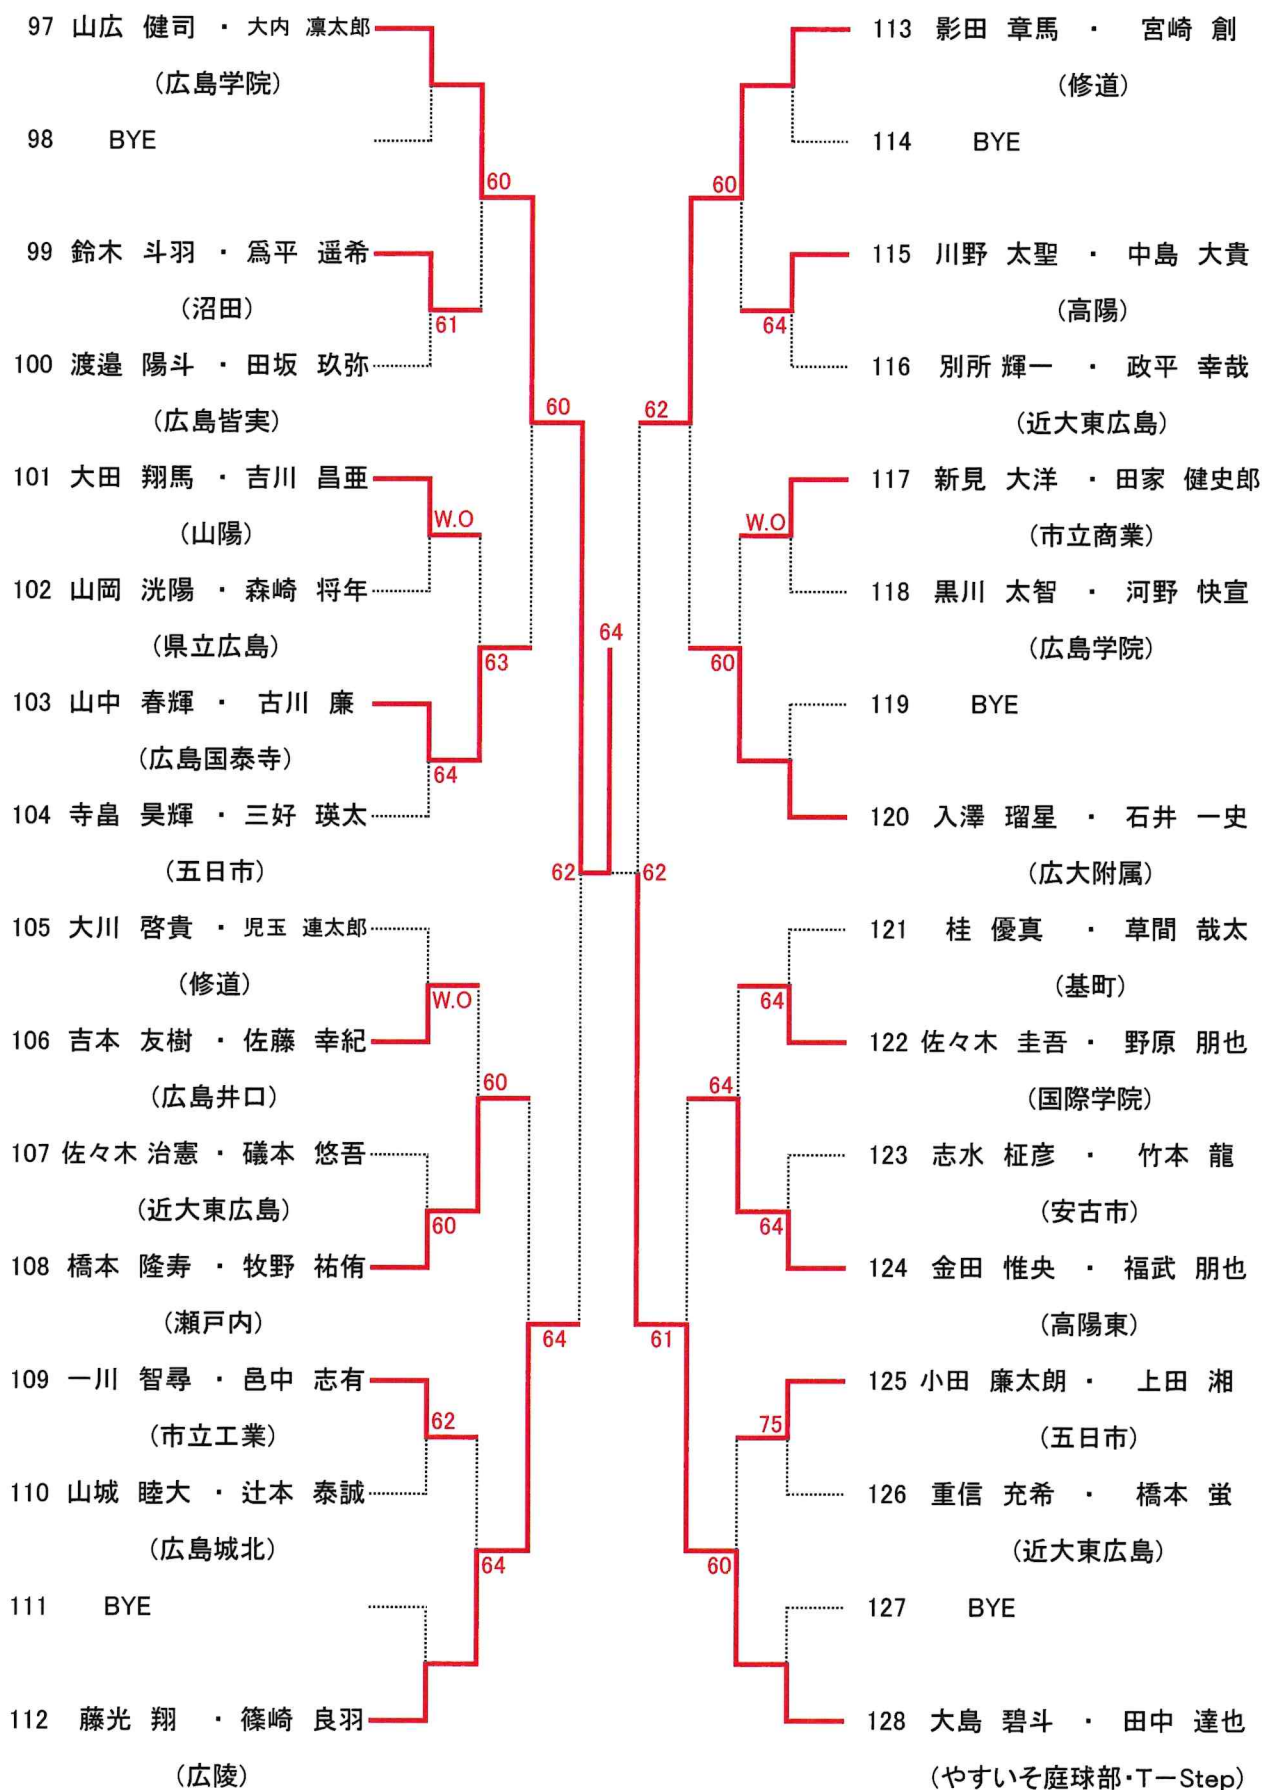 97 山広 健司 ・ 大内 凛太郎
(広島学院)
98 BYE
60
99 鈴木 斗羽 ・ 爲平 遥希
(沼田)
61
100 渡邉 陽斗 ・ 田坂 玖弥
(広島皆実)
60
101 大田 翔馬 ・ 吉川 昌亜
(山陽)
W.O
102 山岡 洸陽 ・ 森崎 将年
(県立広島)
63
103 山中 春輝 ・ 古川 廉
(広島国泰寺)
64
104 寺畠 昊輝 ・ 三好 瑛太
(五日市)
62
105 大川 啓貴 ・ 児玉 連太郎
(修道)
W.O
106 吉本 友樹 ・ 佐藤 幸紀
(広島井口)
60
107 佐々木 治憲 ・ 礒本 悠吾
(近大東広島)
60
108 橋本 隆寿 ・ 牧野 祐侑
(瀬戸内)
64
109 一川 智尋 ・ 邑中 志有
(市立工業)
62
110 山城 睦大 ・ 辻本 泰誠
(広島城北)
64
111 BYE
112 藤光 翔 ・ 篠崎 良羽
(広陵)
64
113 影田 章馬 ・ 宮崎 創
(修道)
114 BYE
60
115 川野 太聖 ・ 中島 大貴
(高陽)
64
116 別所 輝一 ・ 政平 幸哉
(近大東広島)
62
117 新見 大洋 ・ 田家 健史郎
(市立商業)
W.O
118 黒川 太智 ・ 河野 快宣
(広島学院)
60
119 BYE
120 入澤 瑠星 ・ 石井 一史
(広大附属)
62
121 桂 優真 ・ 草間 哉太
(基町)
64
122 佐々木 圭吾 ・ 野原 朋也
(国際学院)
64
123 志水 柾彦 ・ 竹本 龍
(安古市)
64
124 金田 惟央 ・ 福武 朋也
(高陽東)
61
125 小田 廉太朗 ・ 上田 湘
(五日市)
75
126 重信 充希 ・ 橋本 蛍
(近大東広島)
60
127 BYE
128 大島 碧斗 ・ 田中 達也
(やすいそ庭球部・T-Step)